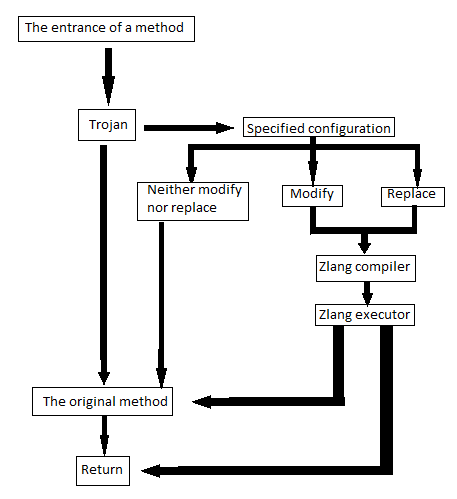 The entrance of a method
Trojan
Specified configuration
Neither modify
nor replace
Modify
Replace
Zlang compiler
Zlang executor
The original method
Return